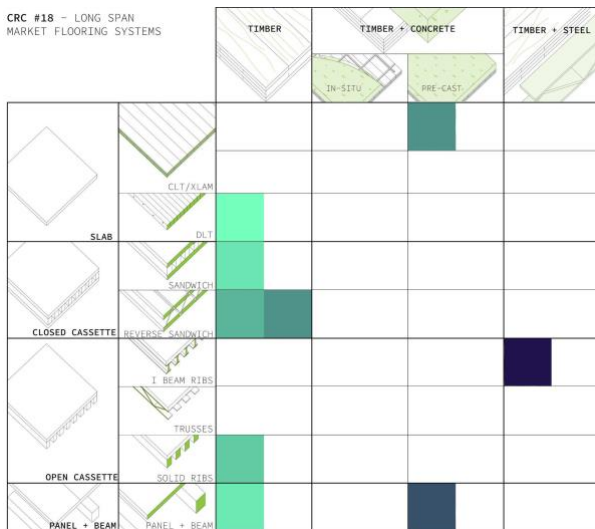 CRC #18 – LONG SPAN
MARKET FLOORING SYSTEMS
TIMBER
TIMBER + CONCRETE
TIMBER + STEEL
IN-SITU
PRE-CAST
CLT/XLAM
SLAB
DLT
SANDWICH
CLOSED CASSETTE
REVERSE SANDWICH
I BEAM RIBS
TRUSSES
OPEN CASSETTE
SOLID RIBS
PANEL + BEAM
PANEL + BEAM